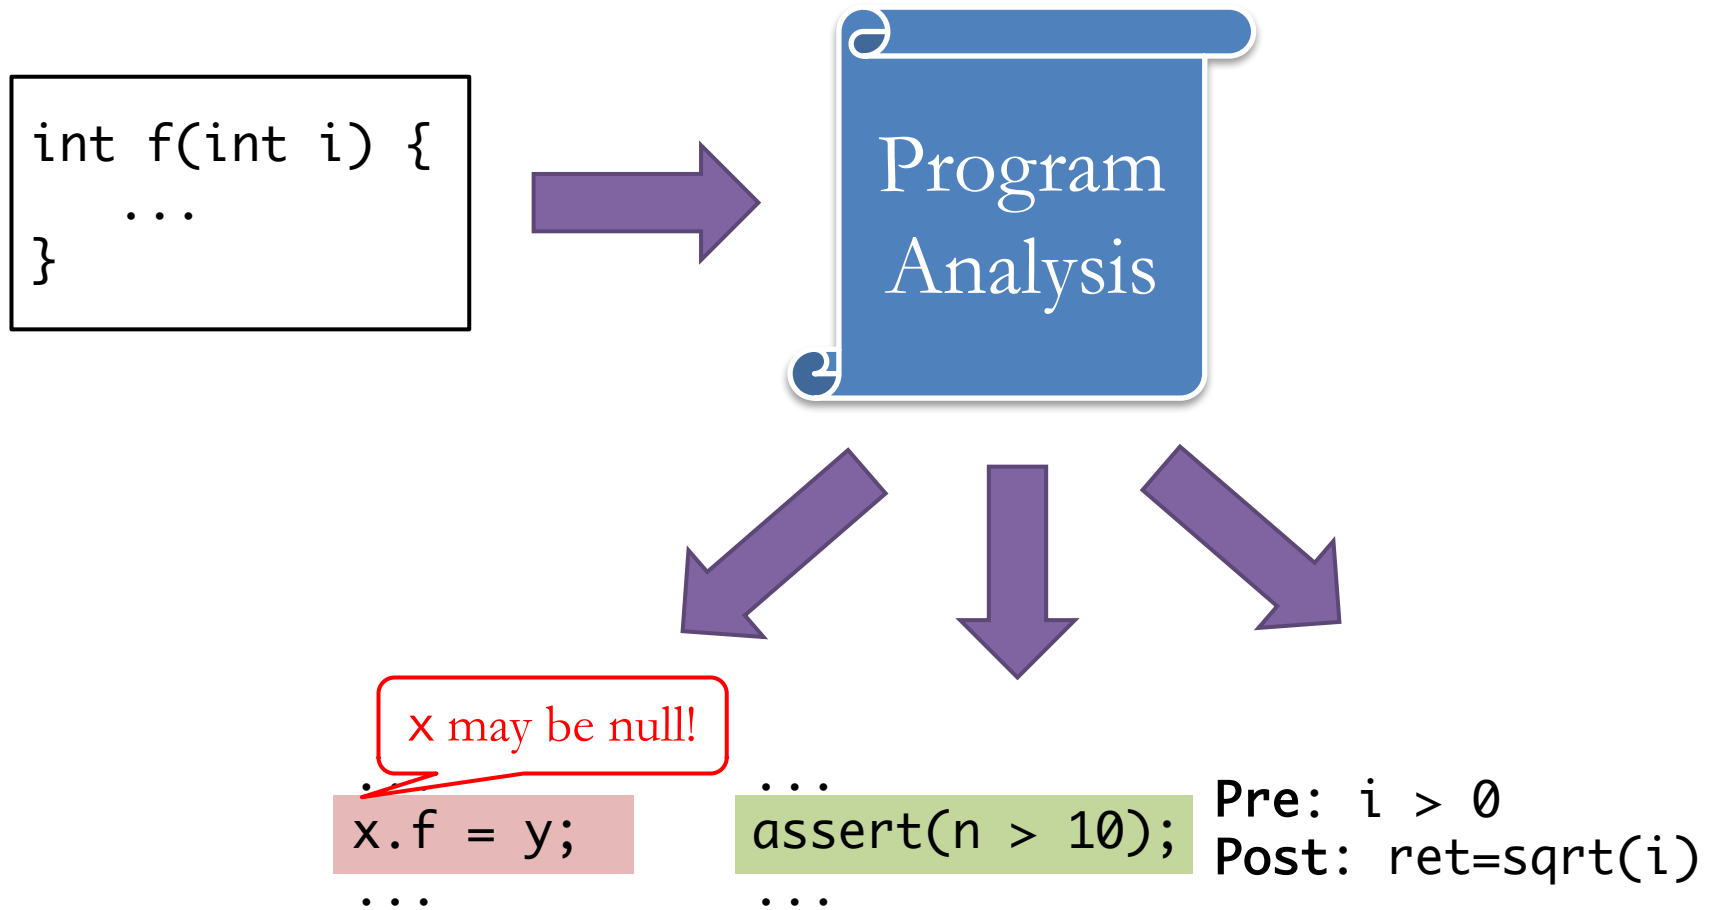 int f(int i) {
...
}
Program
Analysis
x may be null!
...
x.f = y;
...
...
assert(n > 10);
...
Pre: i > 0
Post: ret=sqrt(i)